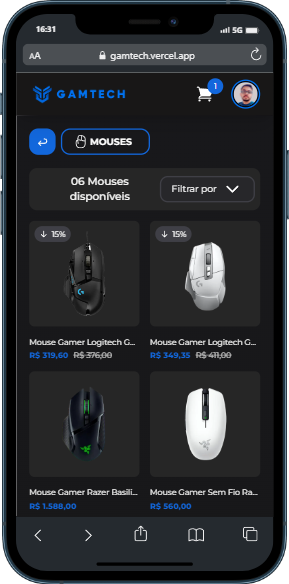 16:31
5G
AA gamtech.vercel.app
GAMTECH
1
MOUSES
06 Mouses
disponíveis
Filtrar por
↓ 15%
↓ 15%
Mouse Gamer Logitech G...
R$ 319,60 R$ 376,00
Mouse Gamer Logitech G...
R$ 349,35 R$ 411,00
Mouse Gamer Razer Basili...
R$ 1.588,00
Mouse Gamer Sem Fio Ra...
R$ 560,00